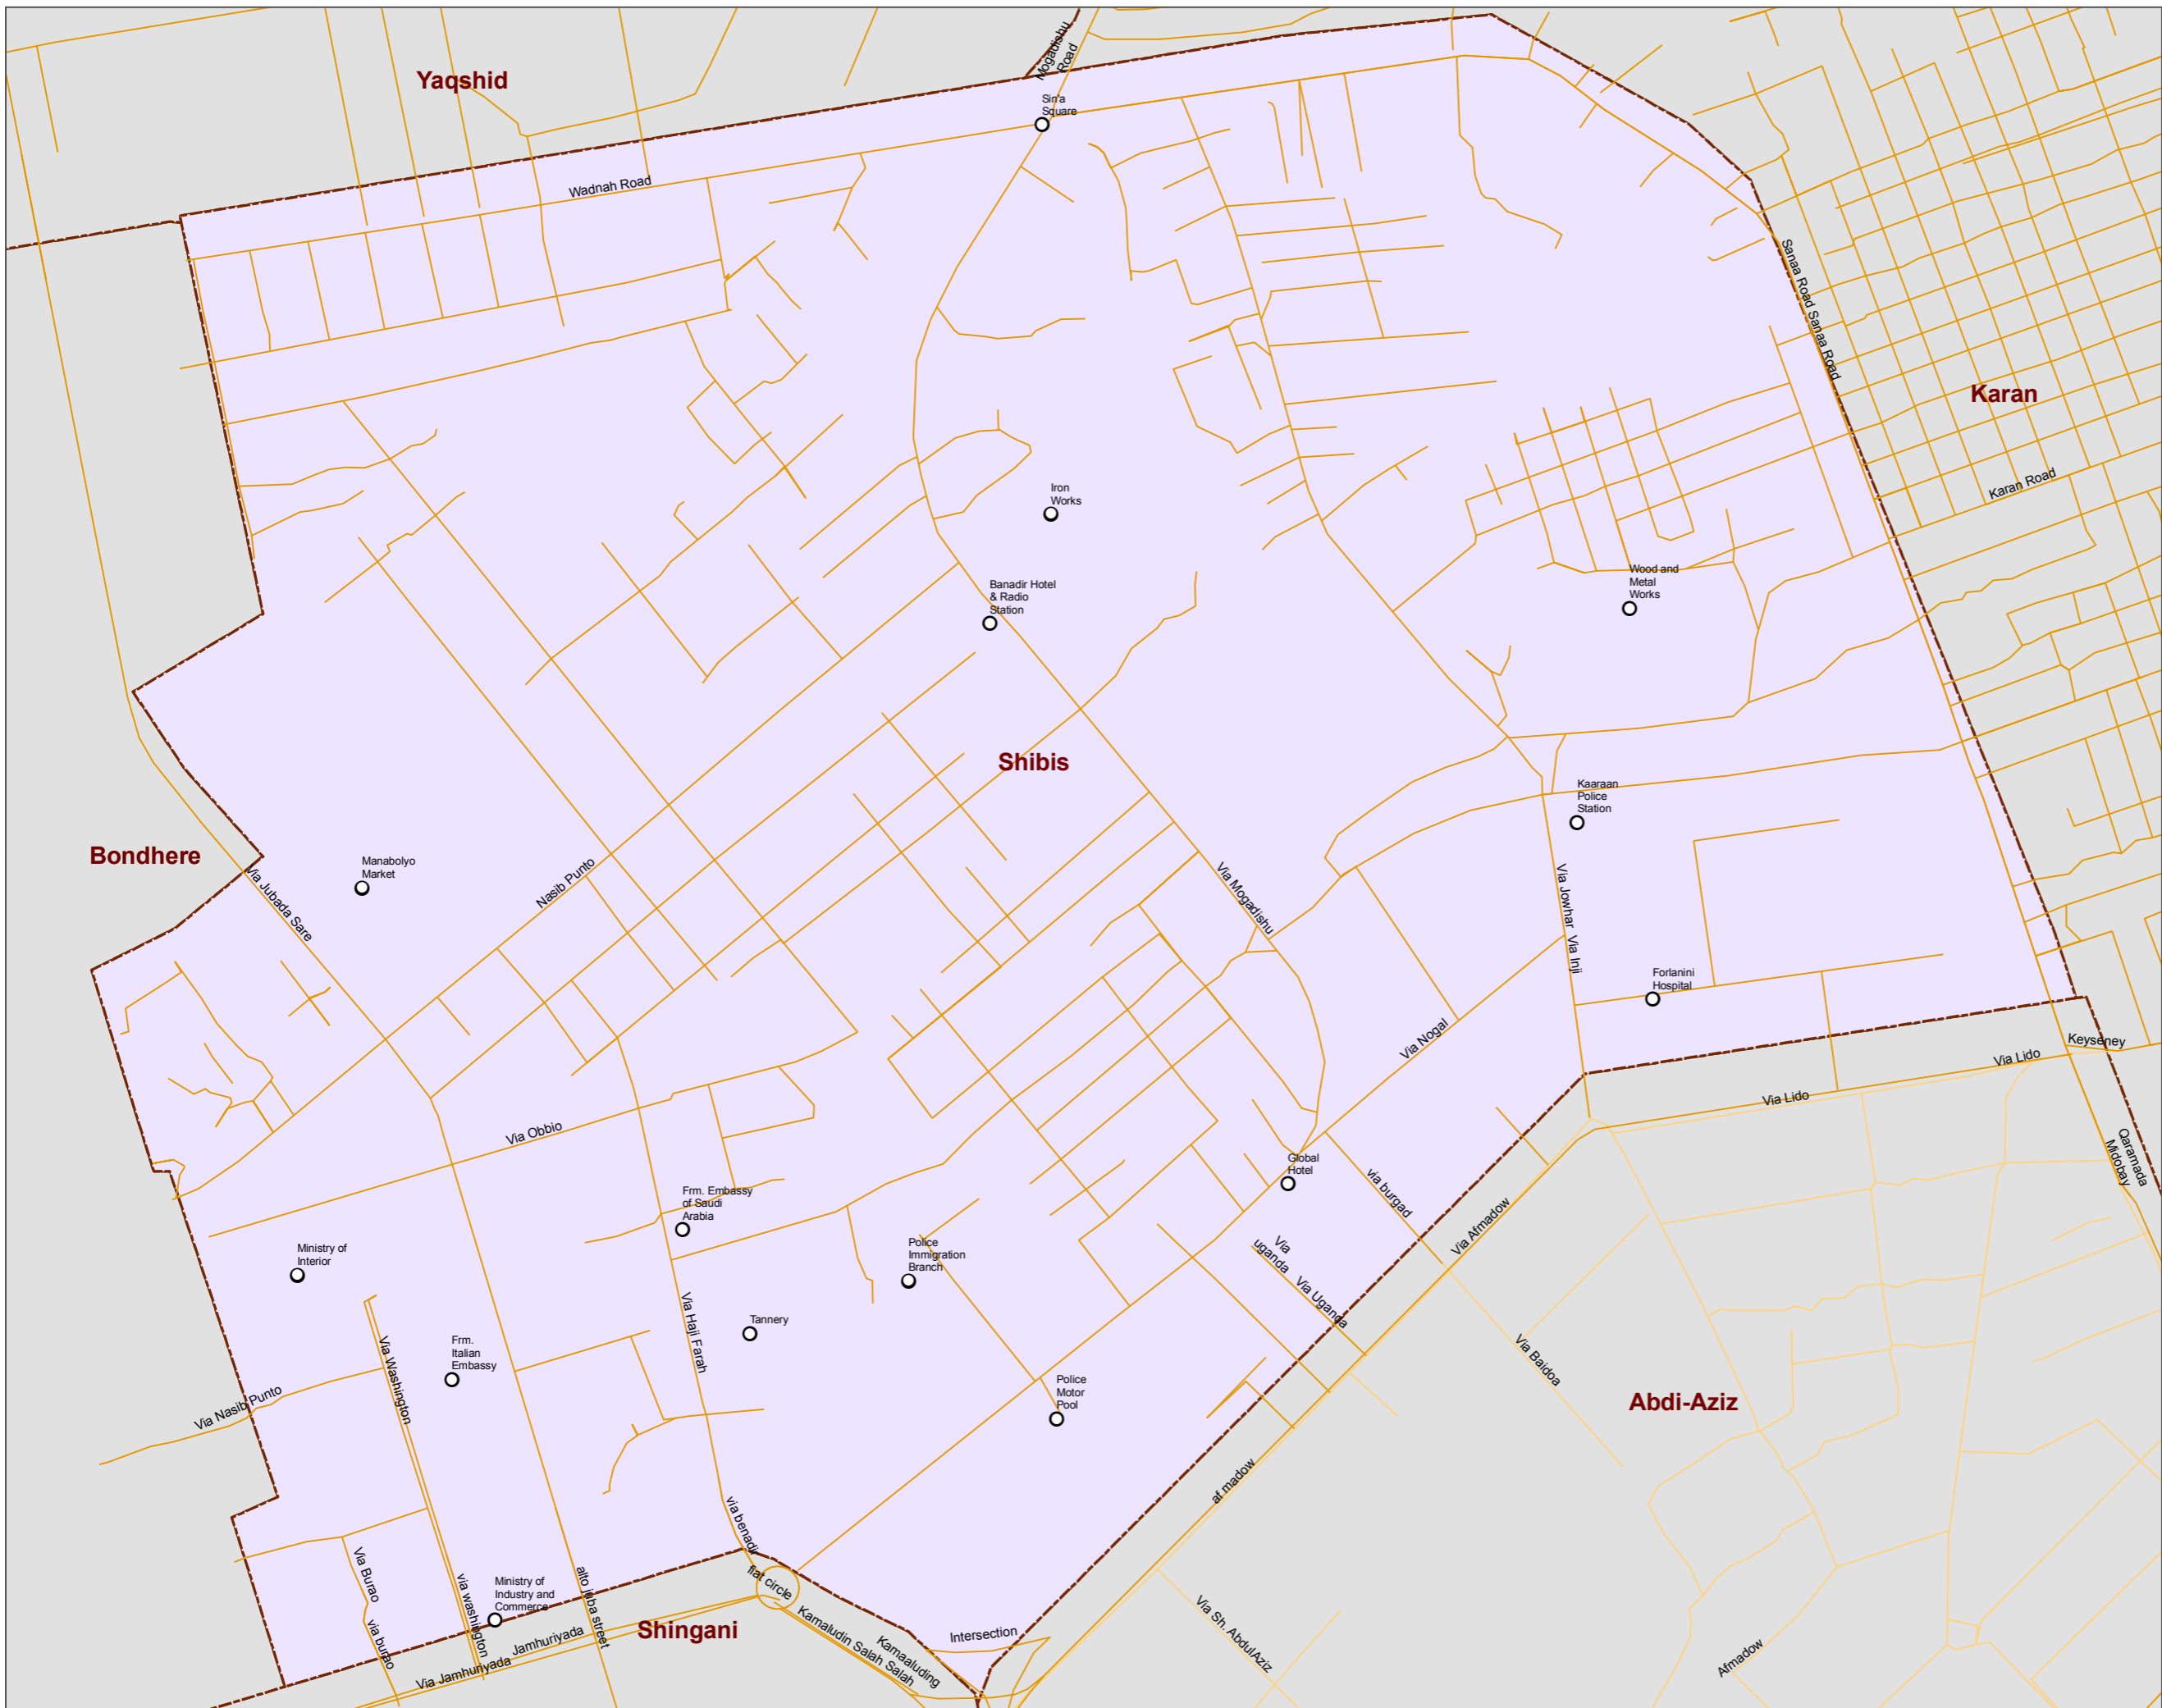 Mogadishu
Road
Yaqshid
Sin'a
Square
Wadnah Road
Sanaa Road Sanaa Road
Karan
Karan Road
Iron
Works
Banadir Hotel
& Radio
Station
Wood and
Metal
Works
Shibis
Kaaraan
Police
Station
Bondhere
Manabolyo
Market
Nasib Punto
Via Jubada Sare
Via Mogadishu
Via Jowhar Via Inji
Forlanini
Hospital
Via Nogal
Keyseney
Via Lido
Via Lido
Via Obbio
Qaramada
Midobay
Global
Hotel
via burgad
Frm. Embassy
of Saudi
Arabia
Via Afmadow
Ministry of
Interior
Police
Immigration
Branch
Via
uganda
Via Uganda
Tannery
Via Haji Farah
Frm.
Italian
Embassy
Via Washington
Via Baidoa
Via Nasib Punto
Police
Motor
Pool
Abdi-Aziz
af madow
via benadir
Via Burao
Ministry of
Industry and
Commerce
alto juba street
fiat circle
via washington
via burao
Shingani
Jamhuriyada
Via Jamhuriyada
Kamaludin Salah Salah
Kamaaluding
Intersection
Via Sh. AbdulAziz
Afmadow